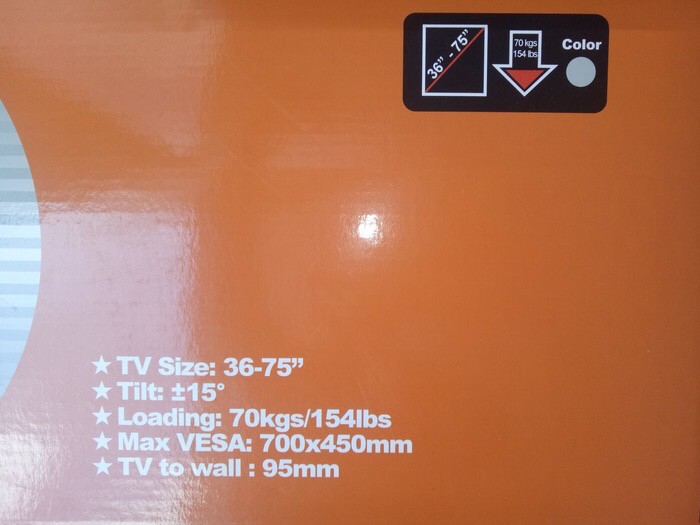 36” - 75”
70 kgs
154 lbs
Color
★ TV Size: 36-75”
★ Tilt: ±15°
★ Loading: 70kgs/154lbs
★ Max VESA: 700x450mm
★ TV to wall : 95mm